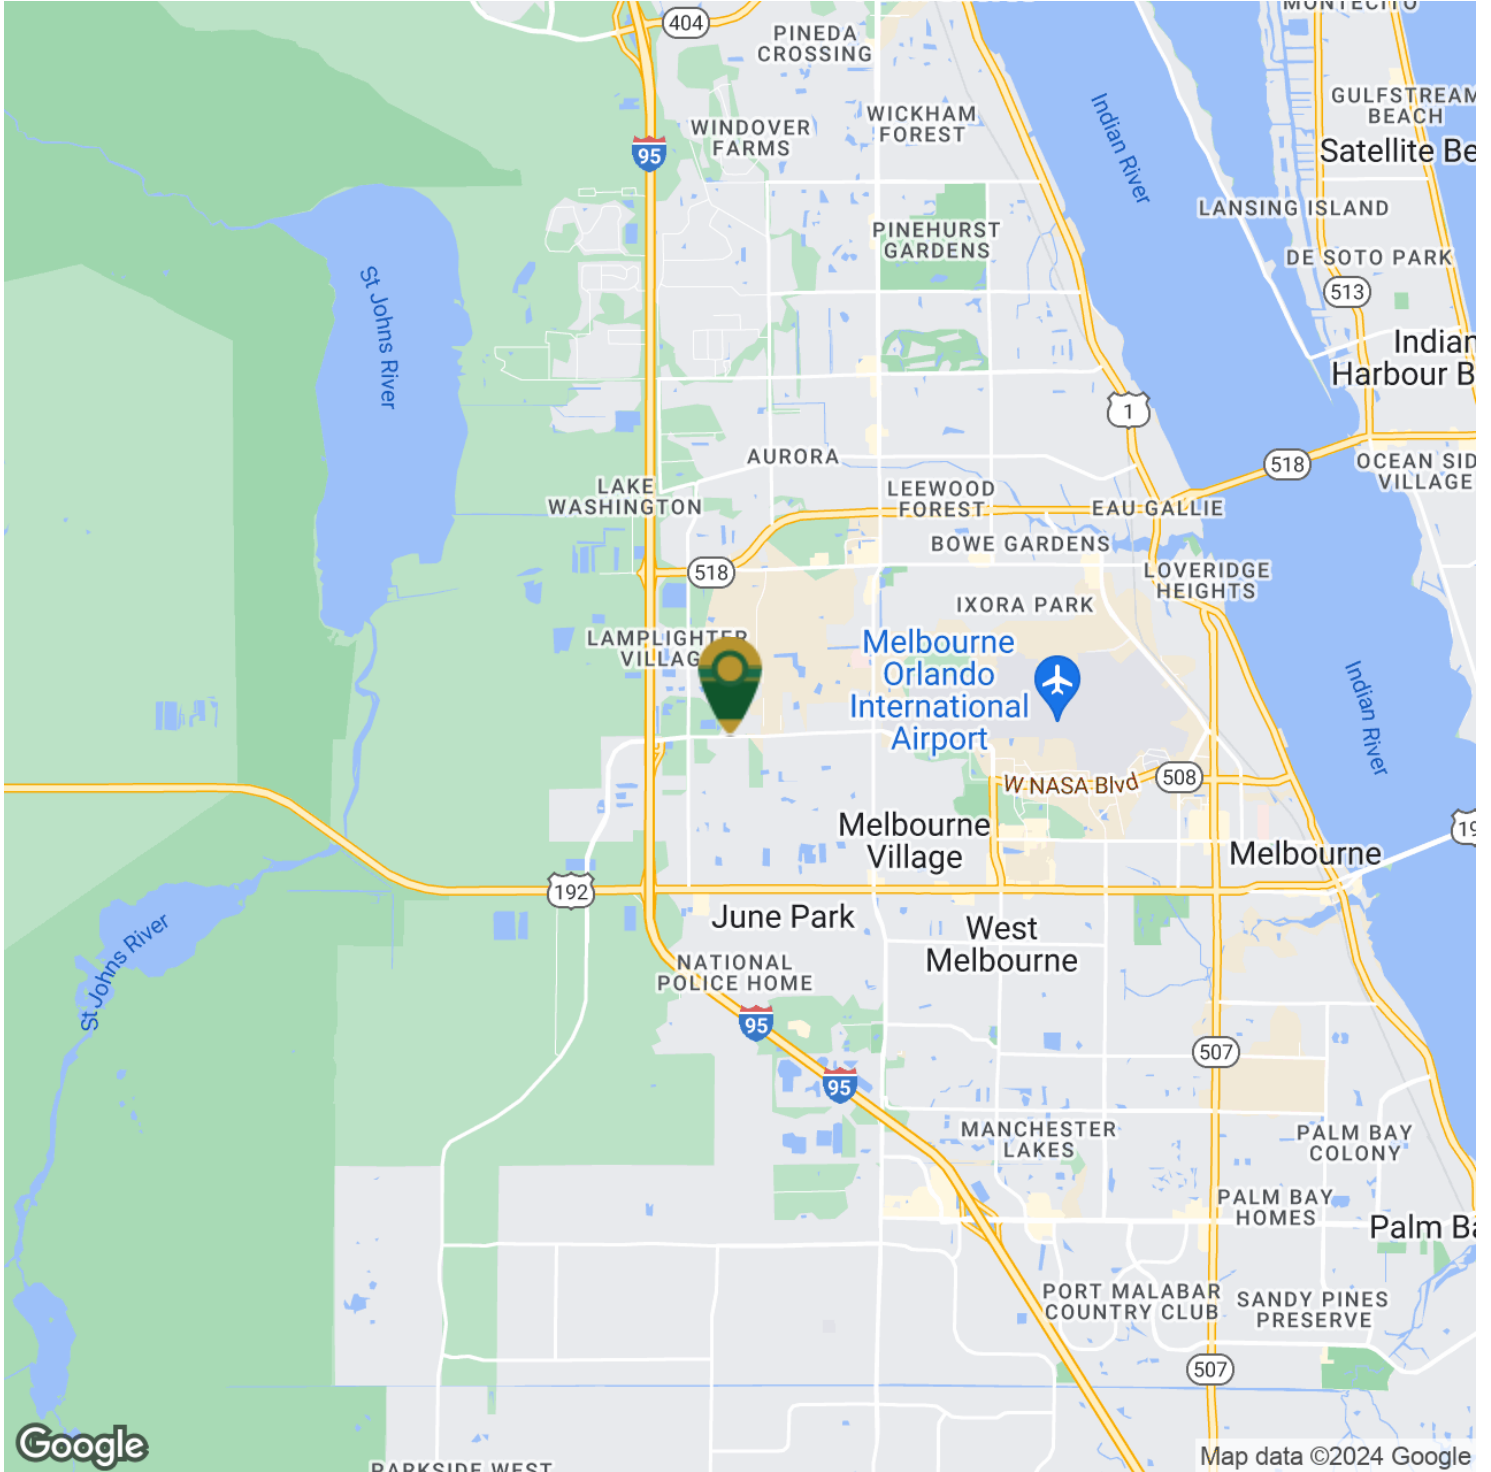 MONTECITO
404
PINEDA
CROSSING
Indian River
GULFSTREAM
BEACH
WINDOVER
FARMS
WICKHAM
FOREST
95
Satellite Be
LANSING ISLAND
PINEHURST
GARDENS
DE SOTO PARK
St Johns River
513
Indian
Harbour B
1
AURORA
518
OCEAN SID
VILLAGE
LAKE
WASHINGTON
LEEWOOD
FOREST
EAU GALLIE
BOWE GARDENS
518
LOVERIDGE
HEIGHTS
IXORA PARK
LAMPLIGHTER
VILLAG
Melbourne
Orlando
International
Airport
Indian River
W NASA Blvd
508
Melbourne
Village
19
Melbourne
192
June Park
West
Melbourne
St Johns River
NATIONAL
POLICE HOME
95
507
95
MANCHESTER
LAKES
PALM BAY
COLONY
PALM BAY
HOMES
Palm Ba
PORT MALABAR
COUNTRY CLUB
SANDY PINES
PRESERVE
507
Google
Map data ©2024 Google
PARKSIDE WEST